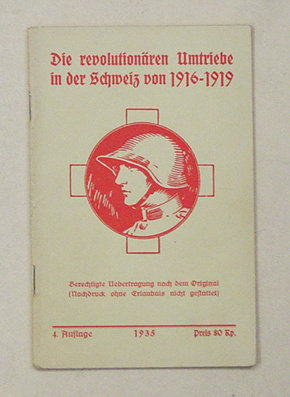 Die revolutionären Umtriebe
in der Schweiz von 1916-1919
Berechtigte Uebertragung nach dem Original
(Nachdruck ohne Erlaubnis nicht gestattet)
4. Auflage 1935 Preis 80 Rp.